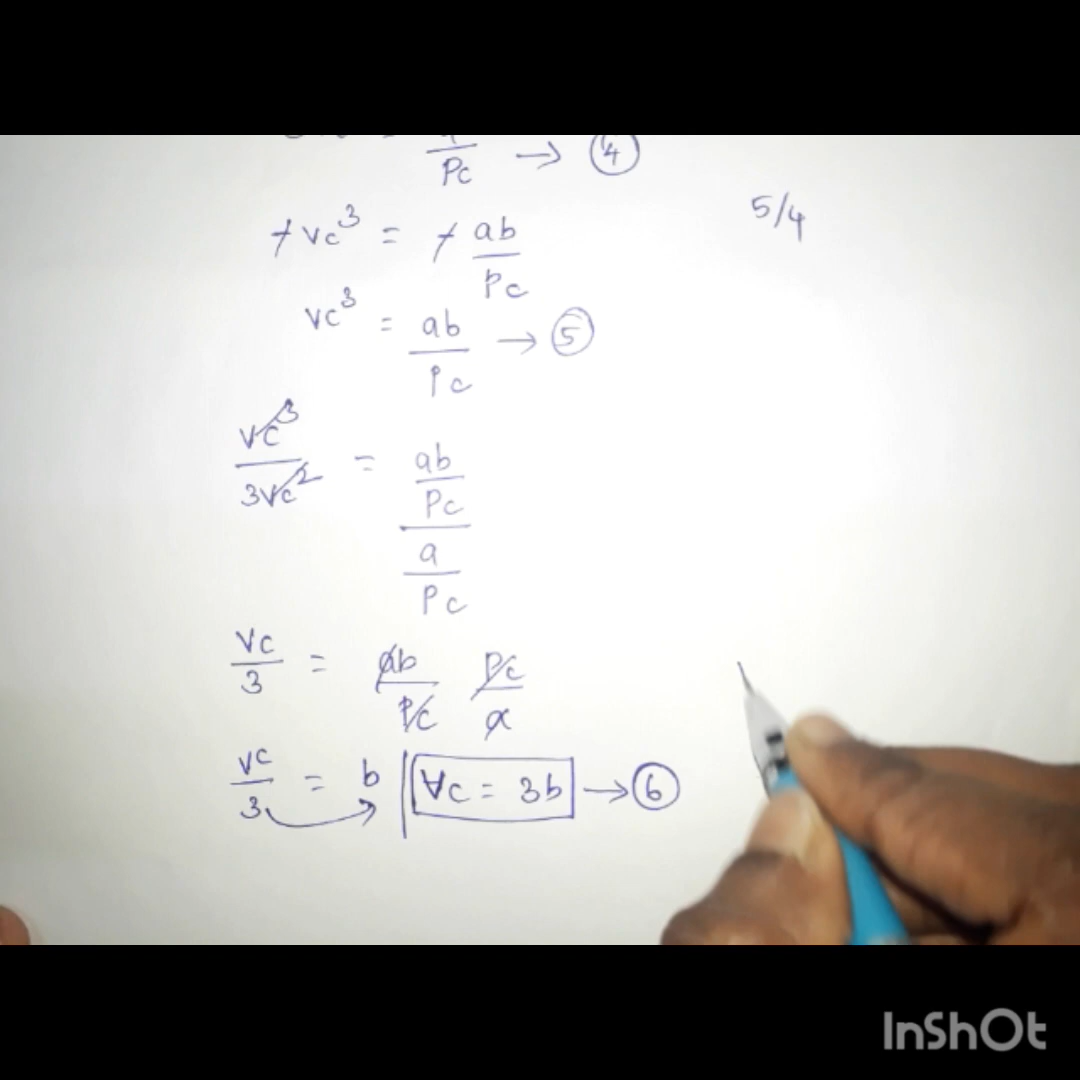 a/Pc → ④
5/4
-Vc³ = - ab/Pc
Vc³ = ab/Pc → ⑤
Vc³/3Vc² = ab/Pc / a/Pc
Vc/3 = ab/Pc Pc/a
Vc/3 = b | Vc = 3b → ⑥
InShOt